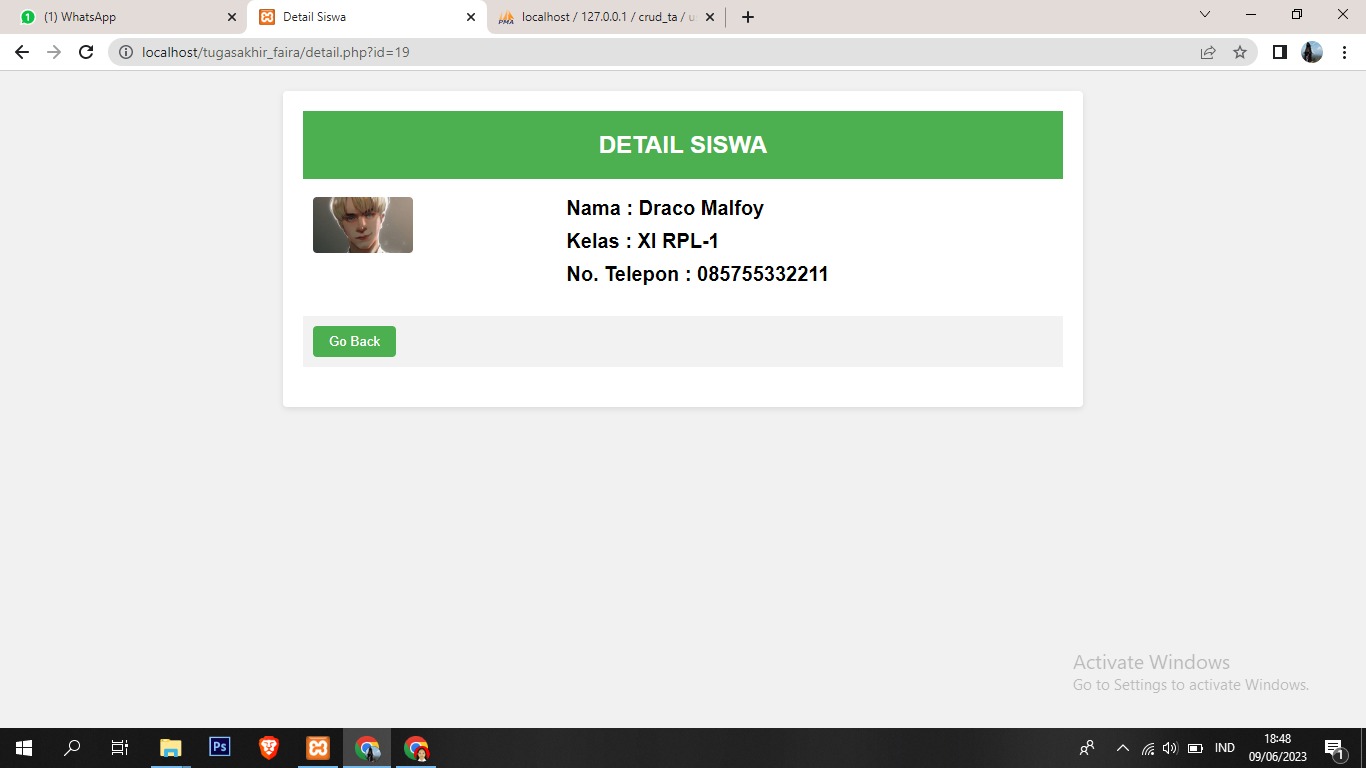 (1) WhatsApp
Detail Siswa
localhost / 127.0.0.1 / crud_ta / u
localhost/tugasakhir_faira/detail.php?id=19
DETAIL SISWA
Nama : Draco Malfoy
Kelas : XI RPL-1
No. Telepon : 085755332211
Go Back
Activate Windows
Go to Settings to activate Windows.
Ps
IND
18:48
09/06/2023
1